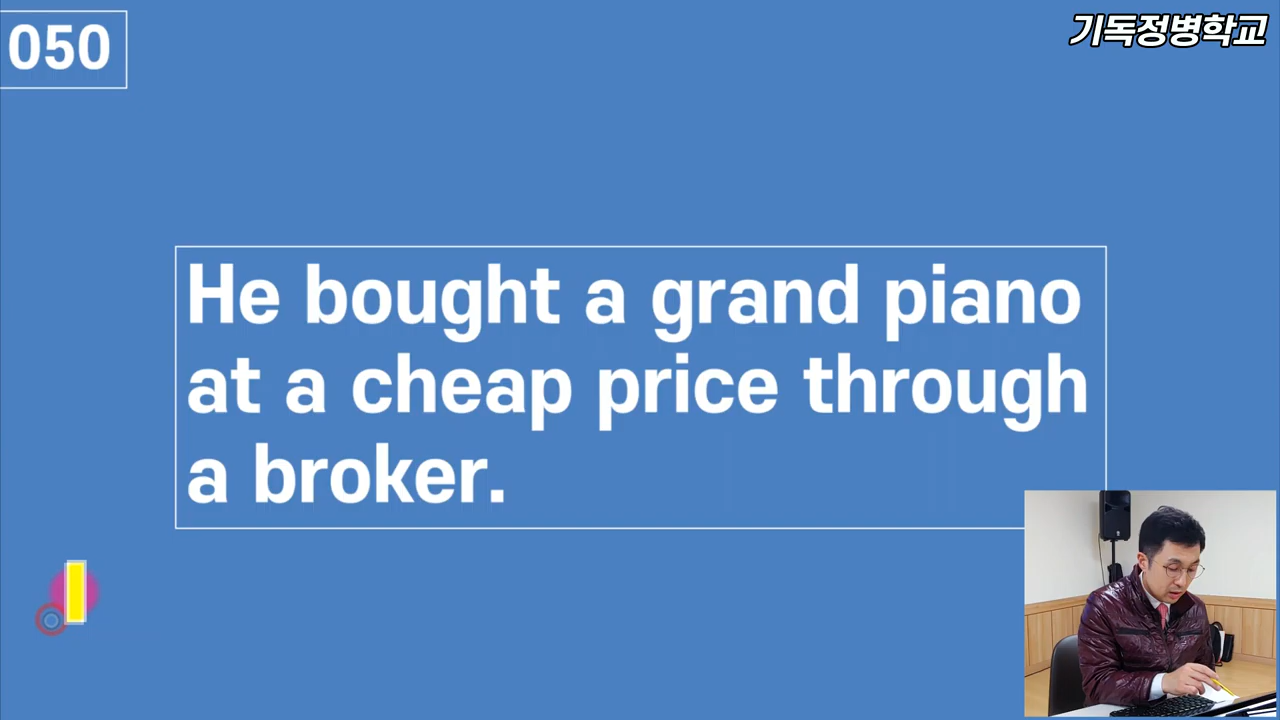 050
기독정병학교
He bought a grand piano
at a cheap price through
a broker.